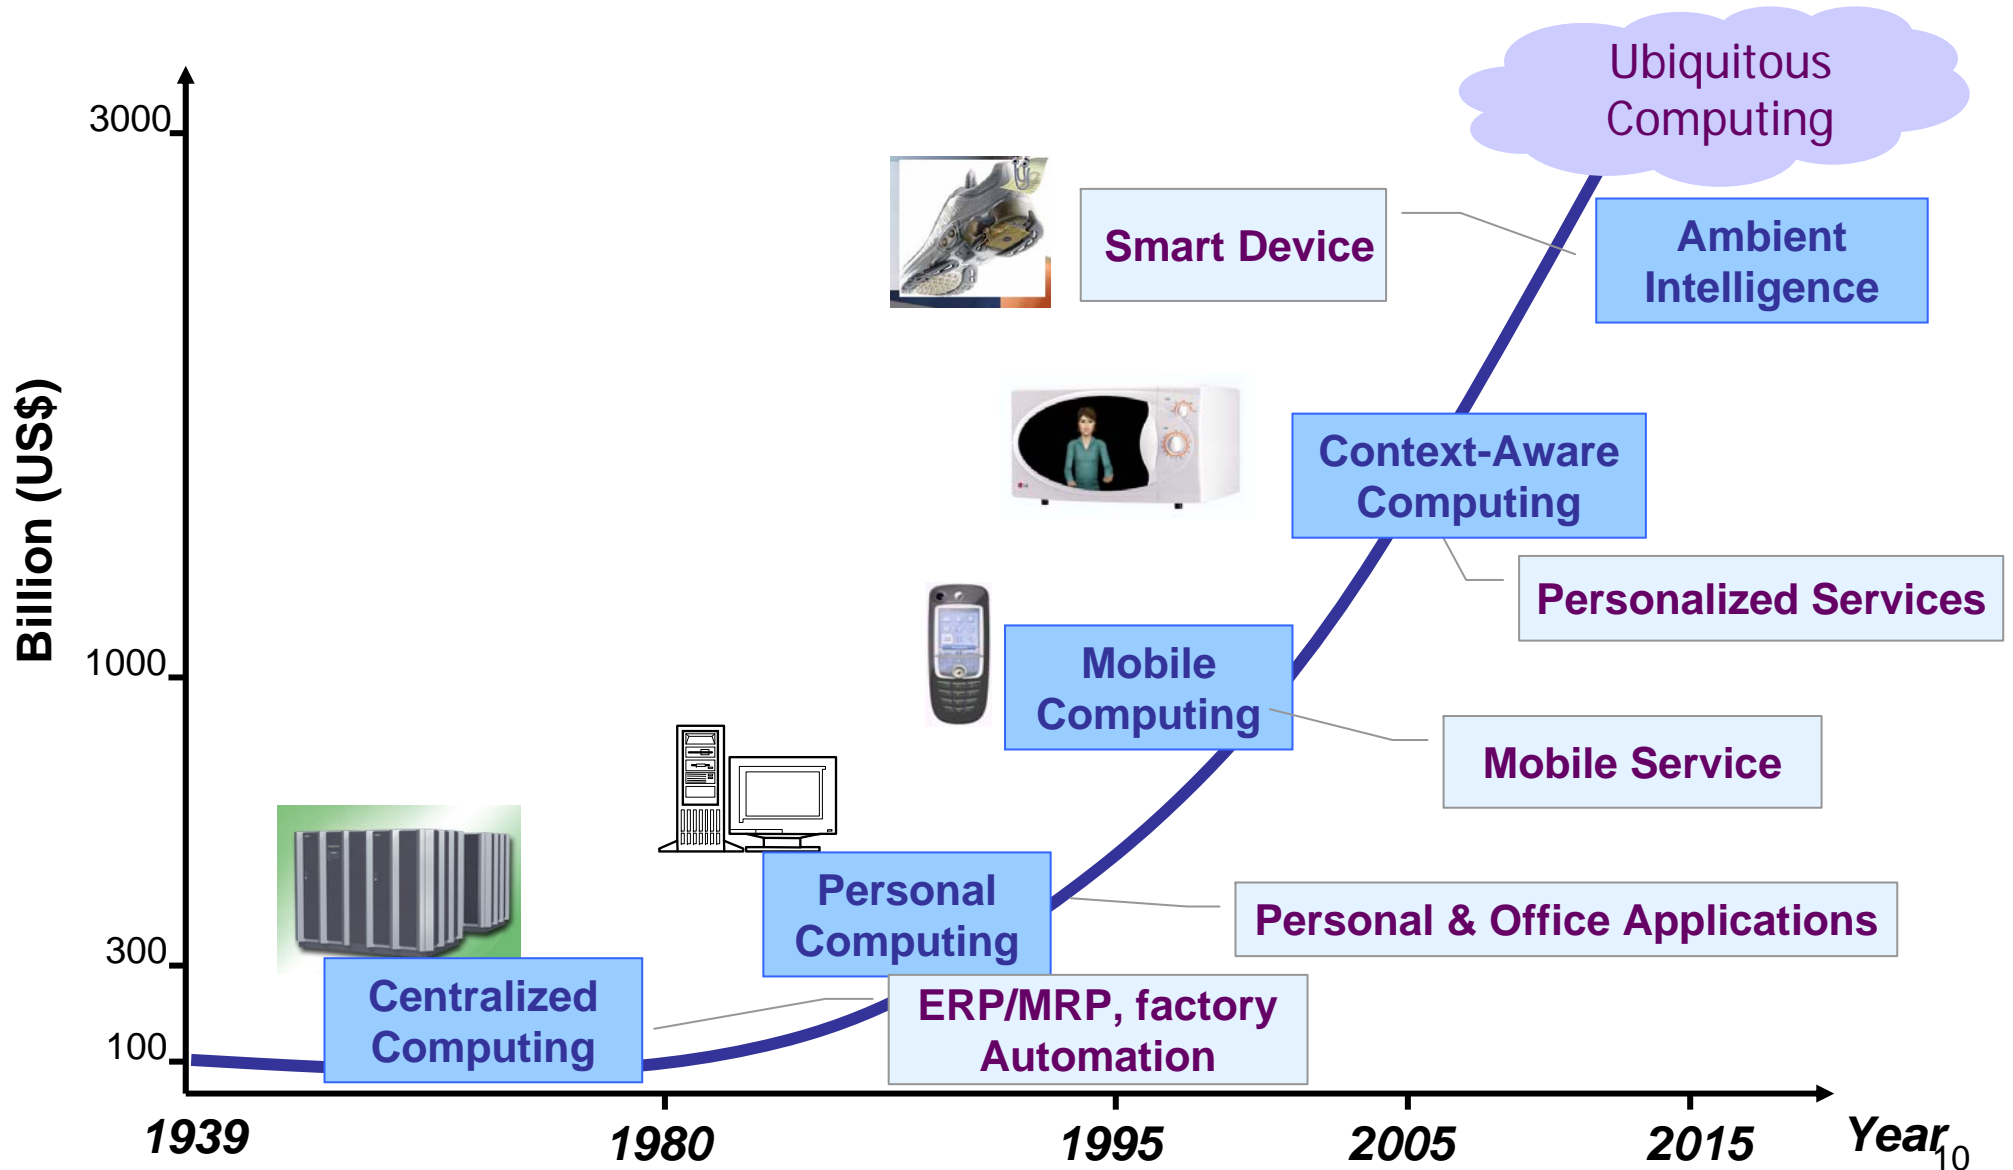 Ubiquitous
Computing
3000
Smart Device
Ambient
Intelligence
Billion (US$)
Context-Aware
Computing
Personalized Services
1000
Mobile
Computing
Mobile Service
Personal
Computing
Personal & Office Applications
300
Centralized
Computing
ERP/MRP, factory
Automation
100
1939
1980
1995
2005
2015
Year
10